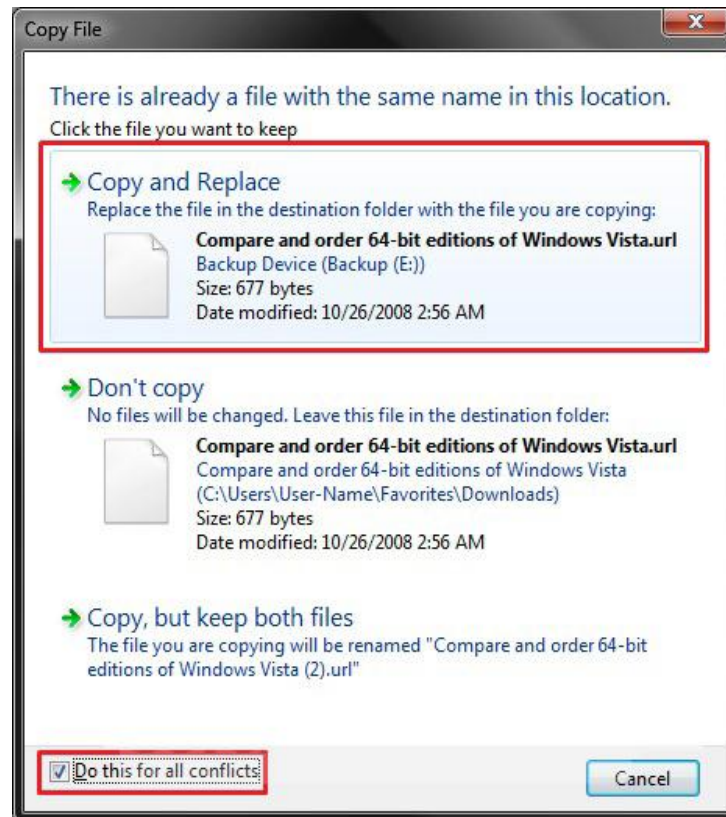 Copy File
There is already a file with the same name in this location.
Click the file you want to keep
Copy and Replace
Replace the file in the destination folder with the file you are copying:
Compare and order 64-bit editions of Windows Vista.url
Backup Device (Backup (E:))
Size: 677 bytes
Date modified: 10/26/2008 2:56 AM
Don't copy
No files will be changed. Leave this file in the destination folder:
Compare and order 64-bit editions of Windows Vista.url
Compare and order 64-bit editions of Windows Vista
(C:\Users\User-Name\Favorites\Downloads)
Size: 677 bytes
Date modified: 10/26/2008 2:56 AM
Copy, but keep both files
The file you are copying will be renamed "Compare and order 64-bit
editions of Windows Vista (2).url"
Do this for all conflicts
Cancel